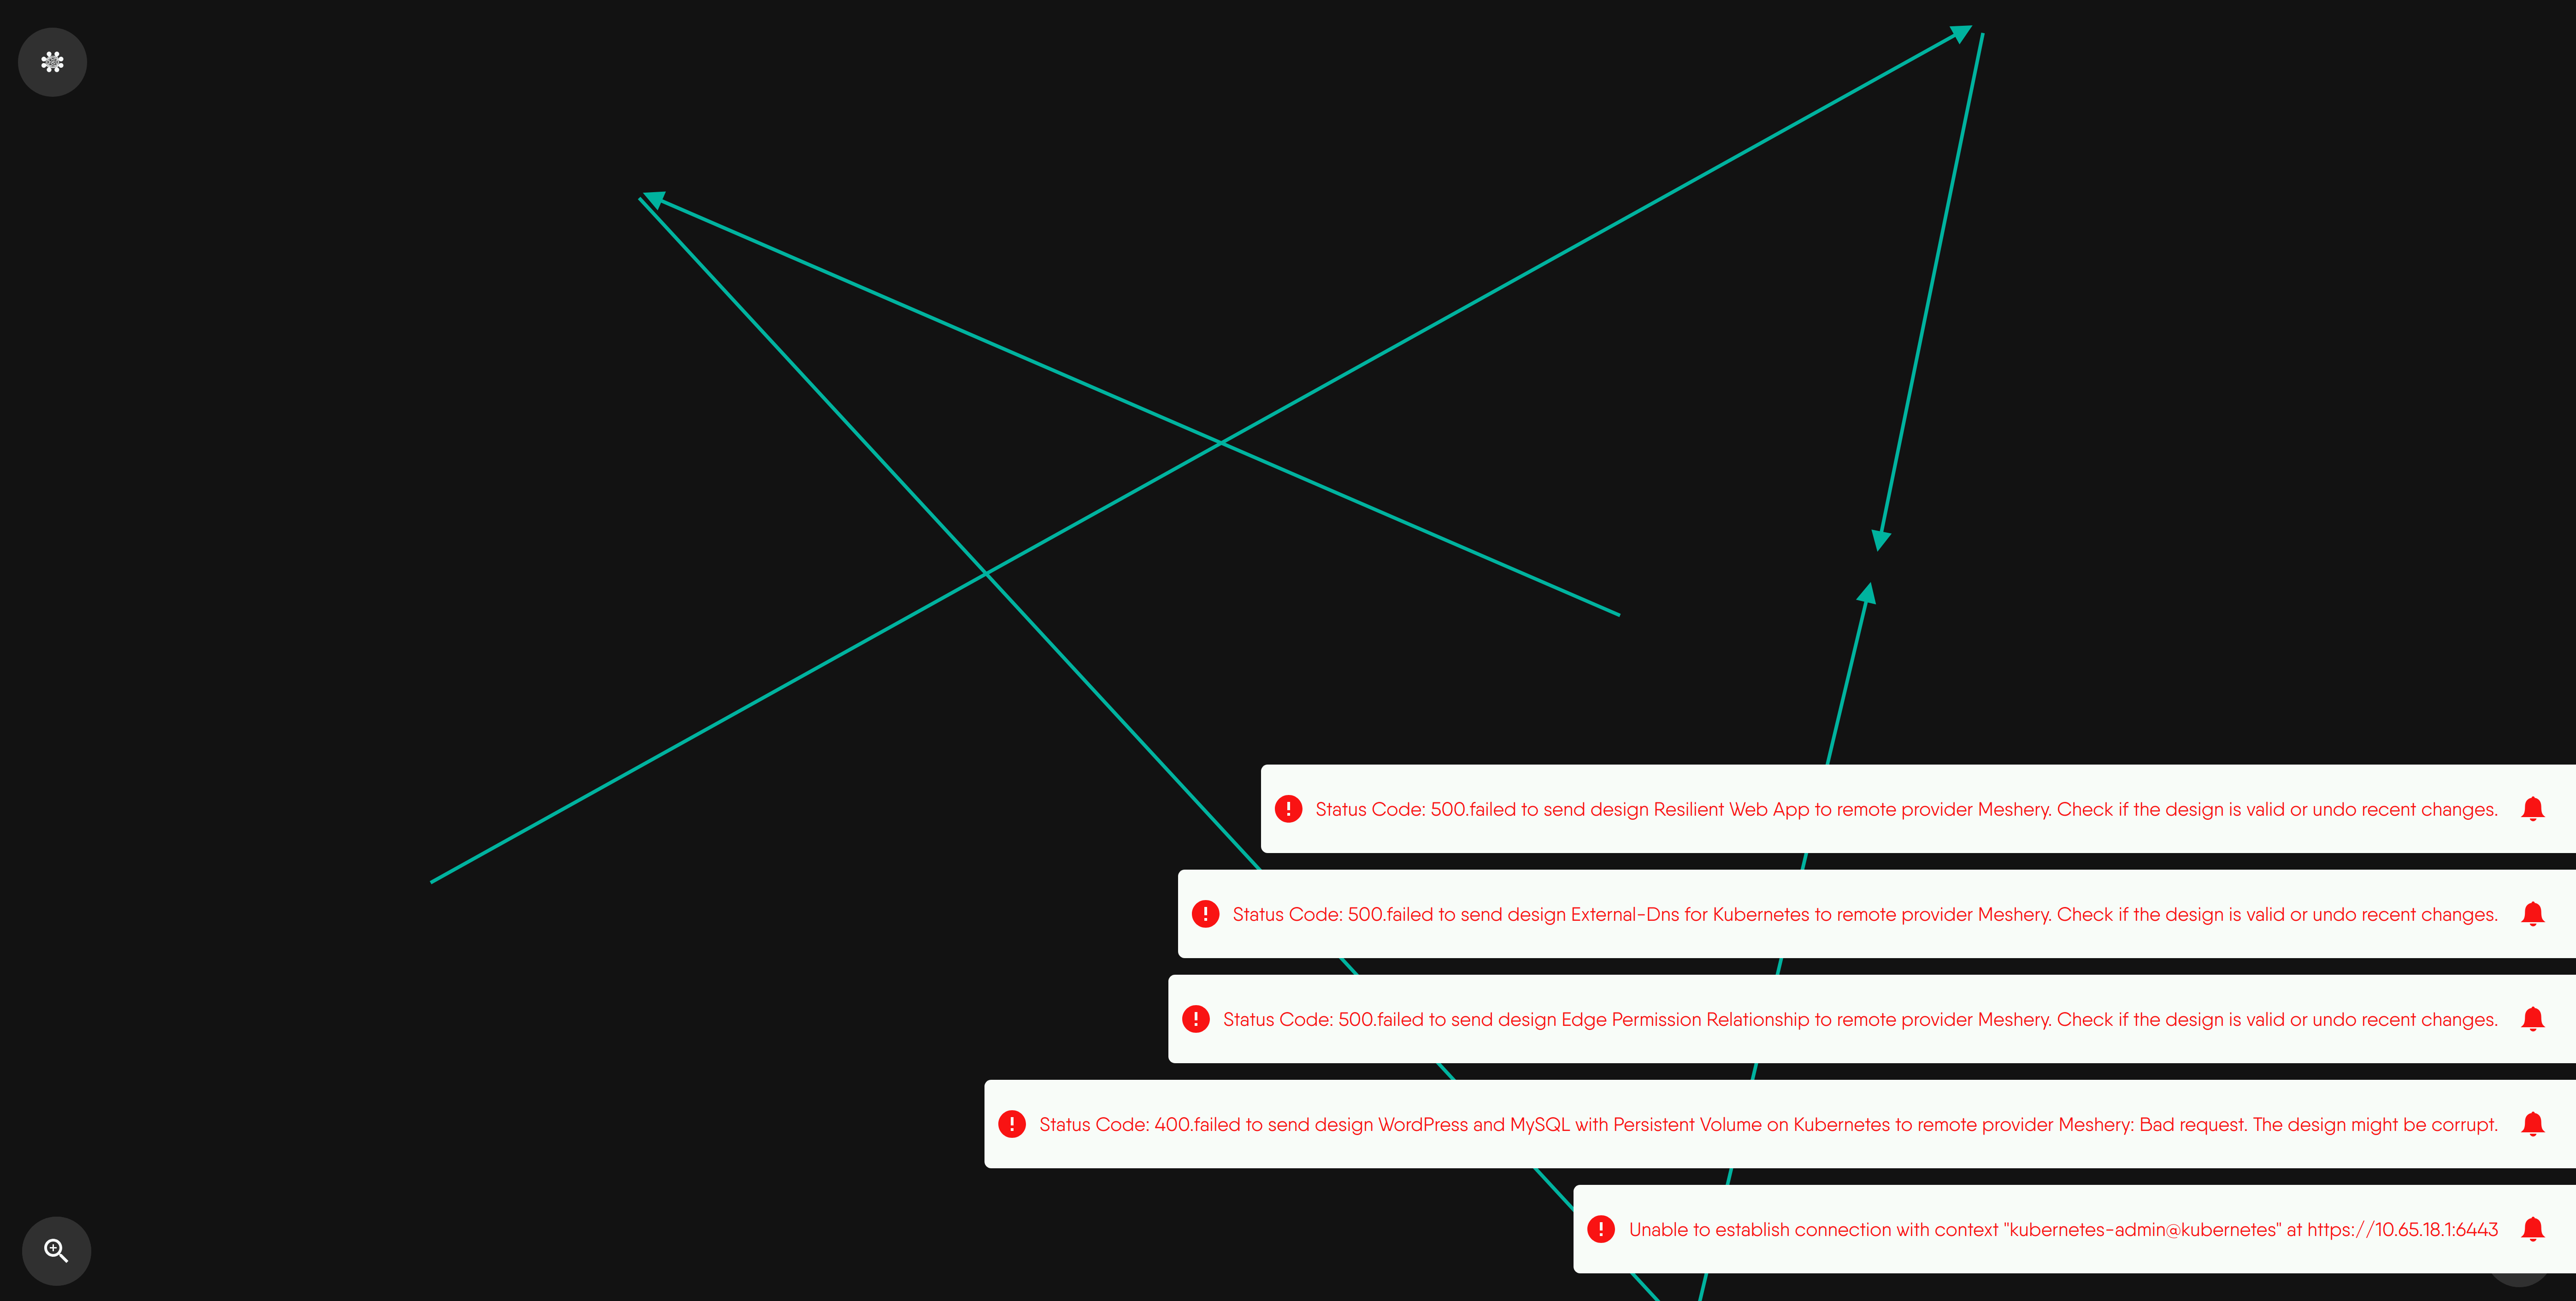 Status Code: 500.failed to send design Resilient Web App to remote provider Meshery. Check if the design is valid or undo recent changes.
Status Code: 500.failed to send design External-Dns for Kubernetes to remote provider Meshery. Check if the design is valid or undo recent changes.
Status Code: 500.failed to send design Edge Permission Relationship to remote provider Meshery. Check if the design is valid or undo recent changes.
Status Code: 400.failed to send design WordPress and MySQL with Persistent Volume on Kubernetes to remote provider Meshery: Bad request. The design might be corrupt.
Unable to establish connection with context "kubernetes-admin@kubernetes" at https://10.65.18.1:6443